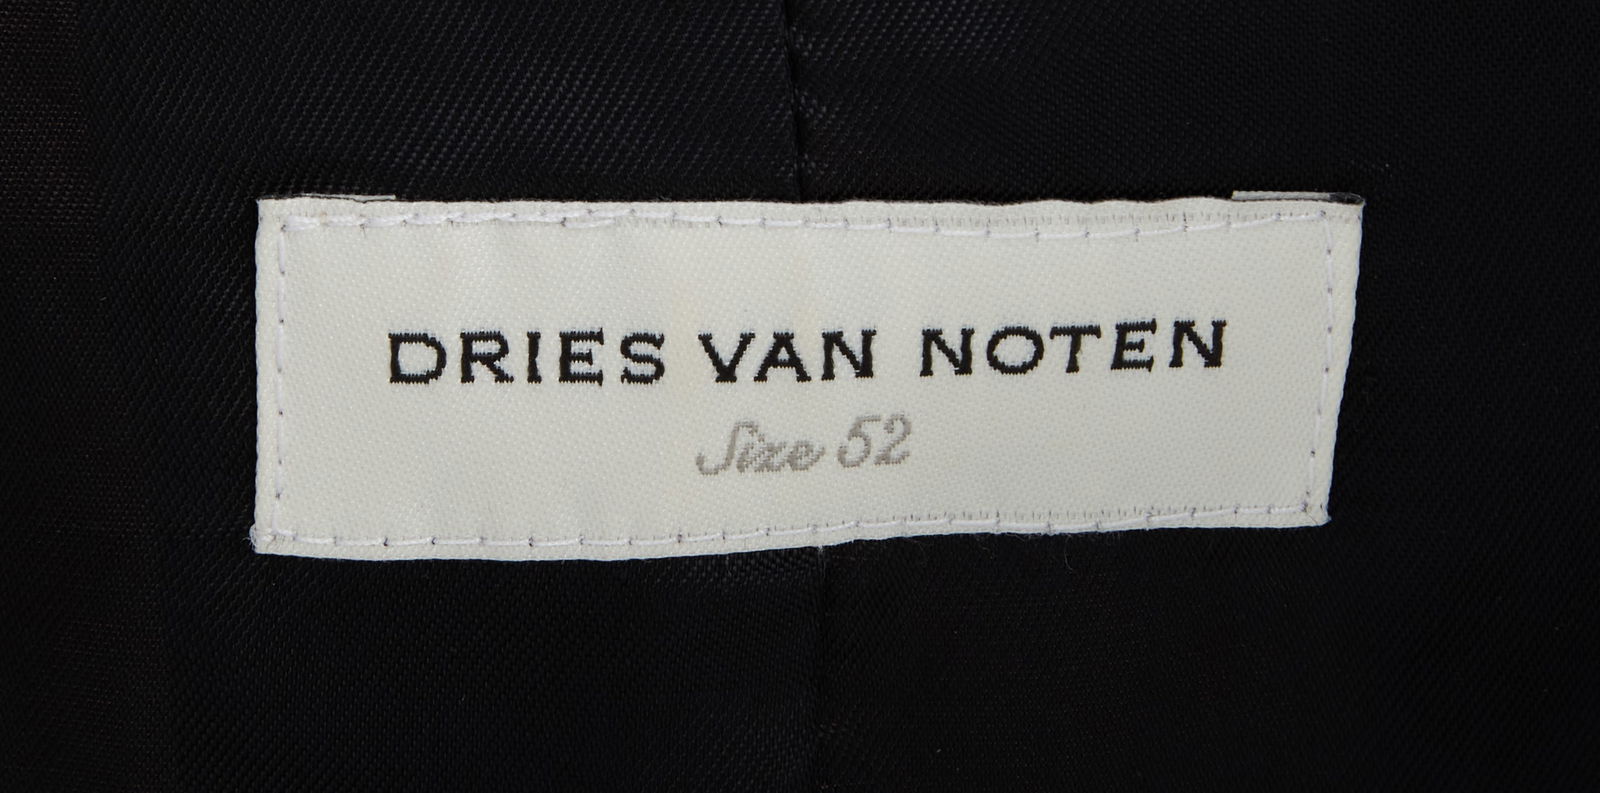 DRIES VAN NOTEN
Size 52